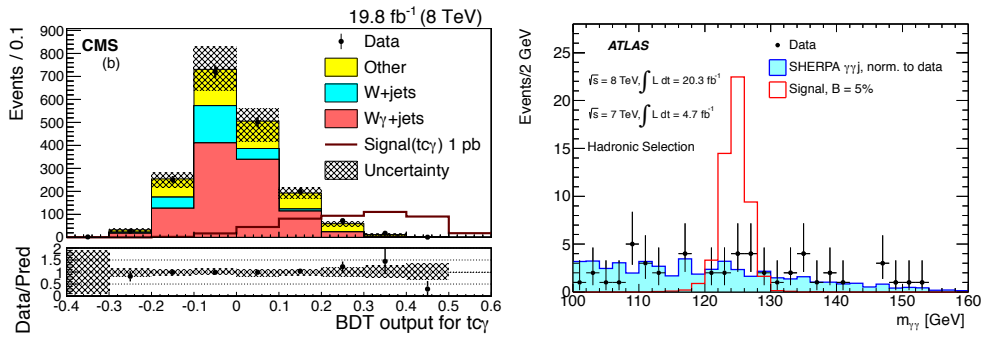 19.8 fb⁻¹ (8 TeV)
Events / 0.1
900
800
700
600
500
400
300
200
100
0
CMS
(b)
Data
Other
W+jets
Wγ+jets
Signal(tcγ) 1 pb
Uncertainty
Data/Pred
2
1.5
1
0.5
0
-0.4 -0.3 -0.2 -0.1 0 0.1 0.2 0.3 0.4 0.5 0.6
BDT output for tcγ
Events/2 GeV
25
20
15
10
5
0
ATLAS
√s = 8 TeV, ∫ L dt = 20.3 fb⁻¹
√s = 7 TeV, ∫ L dt = 4.7 fb⁻¹
Hadronic Selection
Data
SHERPA γγj, norm. to data
Signal, B = 5%
100 110 120 130 140 150 160
m_γγ [GeV]